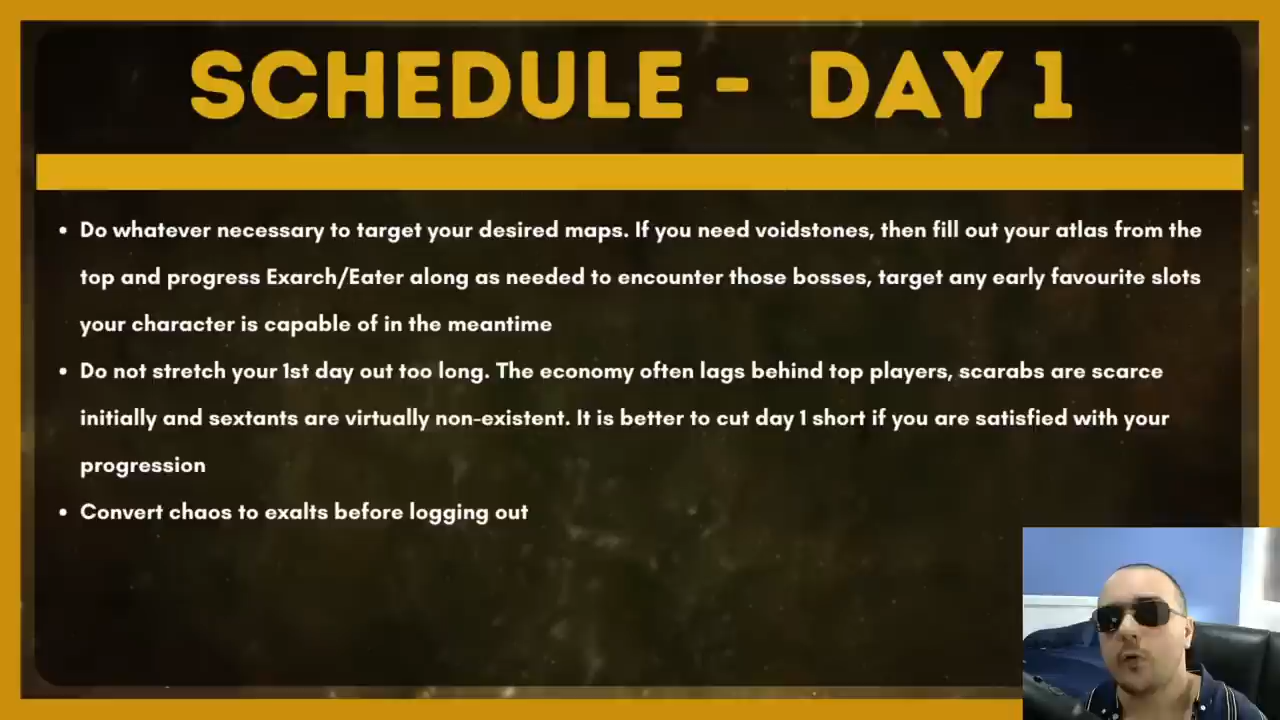 SCHEDULE - DAY 1
• Do whatever necessary to target your desired maps. If you need voidstones, then fill out your atlas from the
top and progress Exarch/Eater along as needed to encounter those bosses, target any early favourite slots
your character is capable of in the meantime
• Do not stretch your 1st day out too long. The economy often lags behind top players, scarabs are scarce
initially and sextants are virtually non-existent. It is better to cut day 1 short if you are satisfied with your
progression
• Convert chaos to exalts before logging out